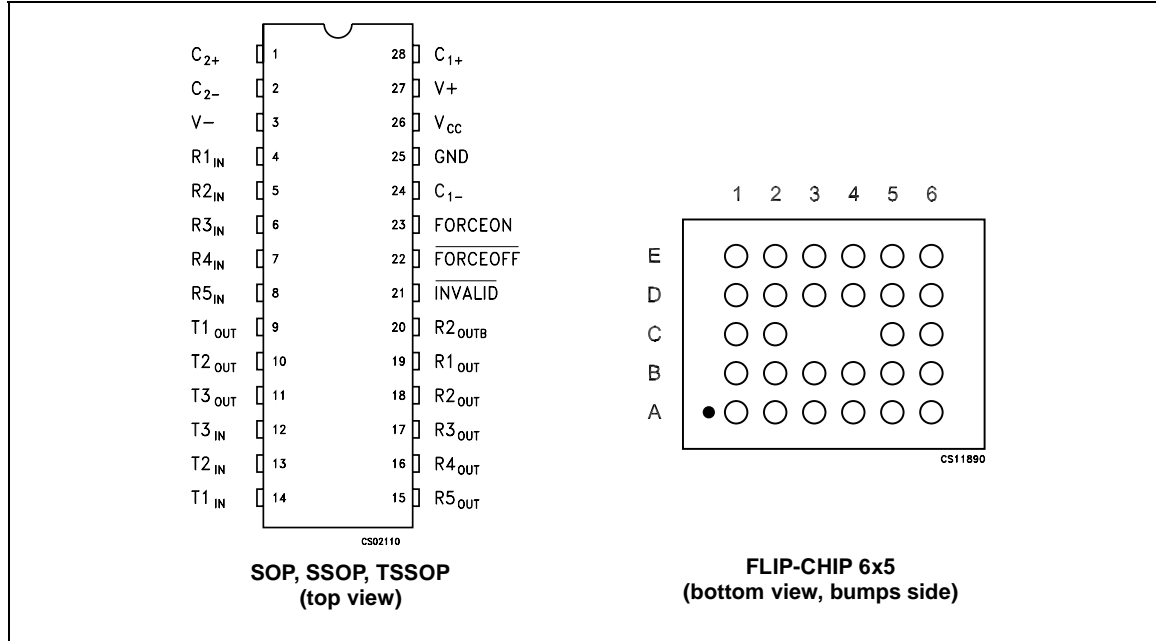 C2+ 1 28 C1+
C2– 2 27 V+
V– 3 26 VCC
R1IN 4 25 GND
R2IN 5 24 C1–
R3IN 6 23 FORCEON
R4IN 7 22 FORCEOFF
R5IN 8 21 INVALID
T1OUT 9 20 R2OUTB
T2OUT 10 19 R1OUT
T3OUT 11 18 R2OUT
T3IN 12 17 R3OUT
T2IN 13 16 R4OUT
T1IN 14 15 R5OUT
CS02110
SOP, SSOP, TSSOP
(top view)
1 2 3 4 5 6
E
D
C
B
A
CS11890
FLIP-CHIP 6x5
(bottom view, bumps side)